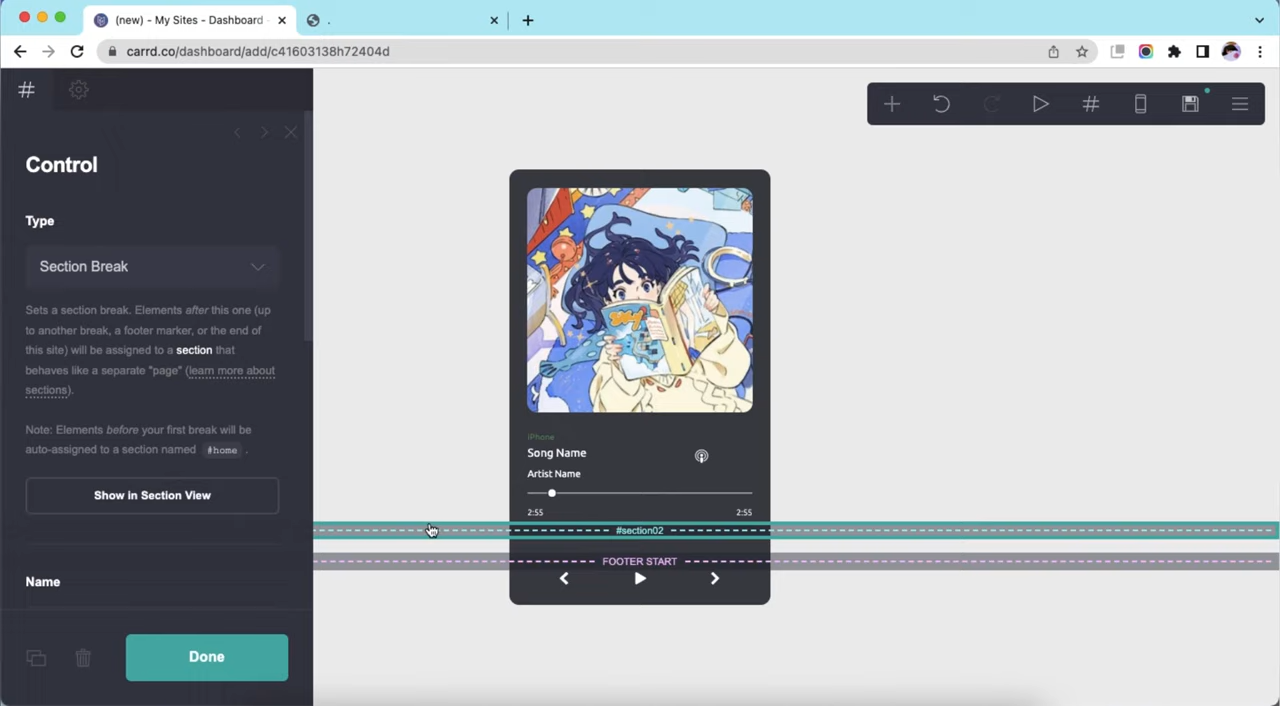 (new) - My Sites - Dashboard -
.
carrd.co/dashboard/add/c41603138h72404d
#
Control
Type
Section Break
Sets a section break. Elements after this one (up
to another break, a footer marker, or the end of
this site) will be assigned to a section that
behaves like a separate "page" (learn more about
sections).
Note: Elements before your first break will be
auto-assigned to a section named #home .
Show in Section View
Name
Done
iPhone
Song Name
Artist Name
2:55
2:55
#section02
FOOTER START